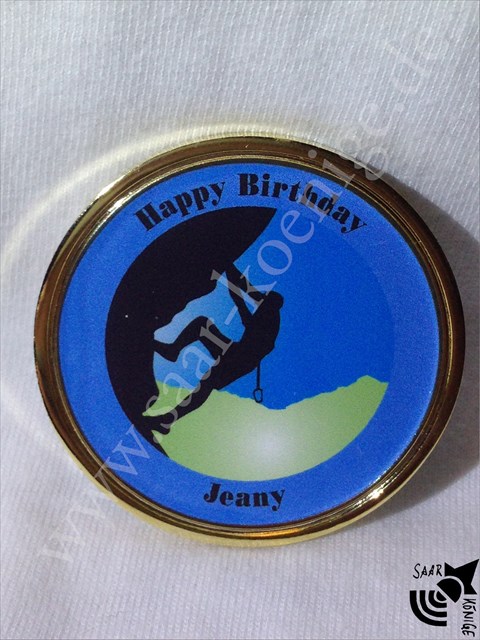 Happy Birthday
Jeany
www.saar-koenige.de
SAAR
KÖNIGE